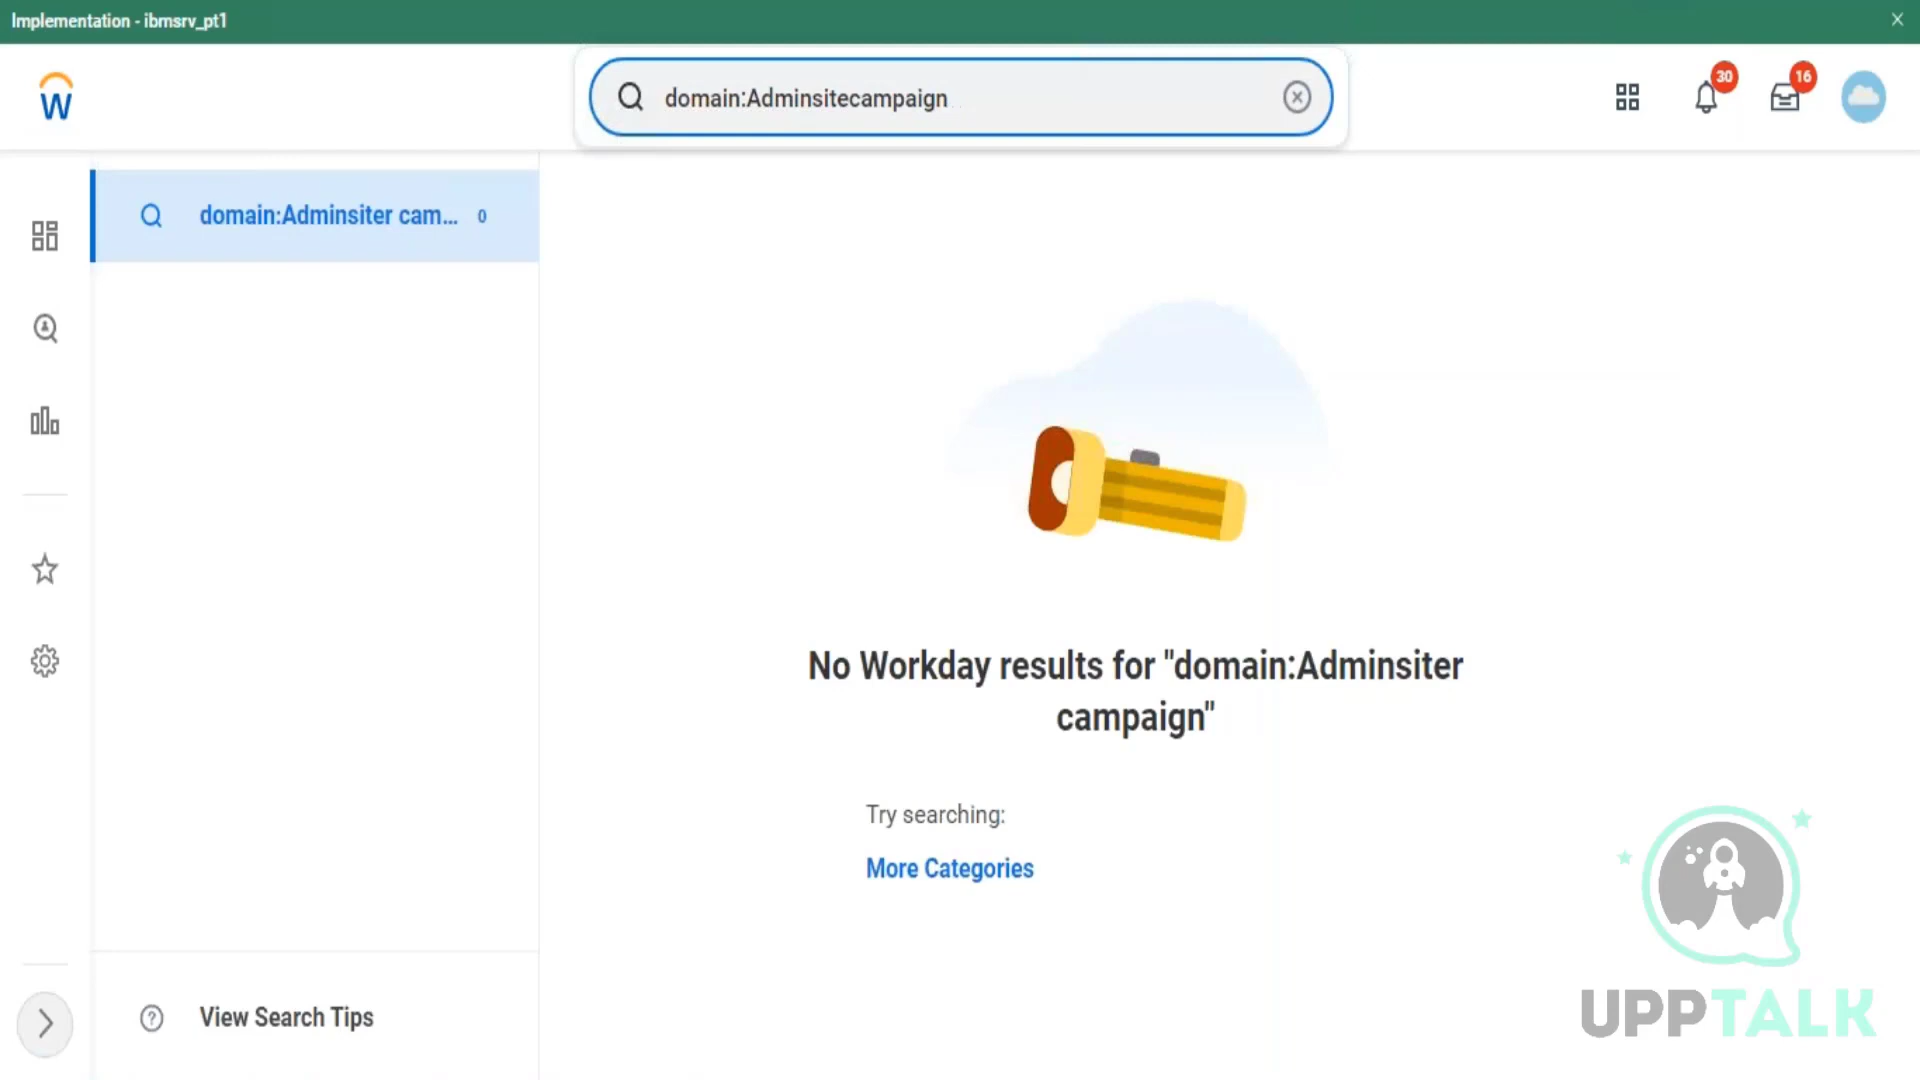 Implementation - ibmsrv_pt1
W
domain:Adminsitecampaign
30
16
domain:Adminsiter cam... 0
No Workday results for "domain:Adminsiter
campaign"
Try searching:
More Categories
View Search Tips
UPPTALK